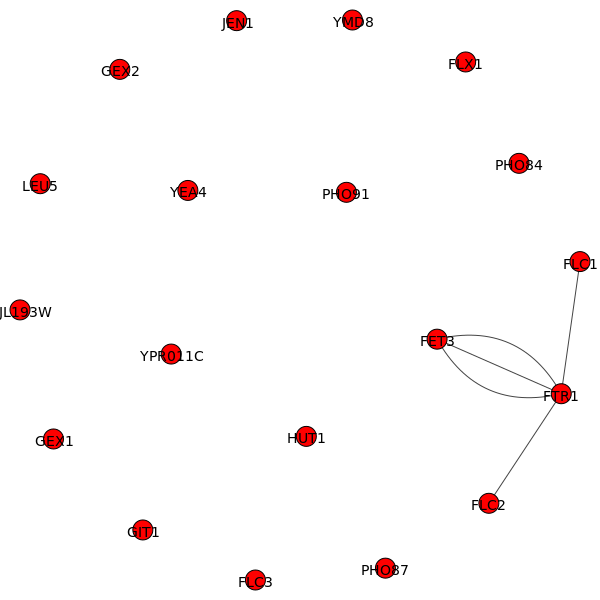 JEN1
YMD8
FLX1
GEX2
PHO84
LEU5
YEA4
PHO91
FLC1
JL193W
FET3
YPR011C
FTR1
HUT1
GEX1
FLC2
GIT1
PHO87
FLC3